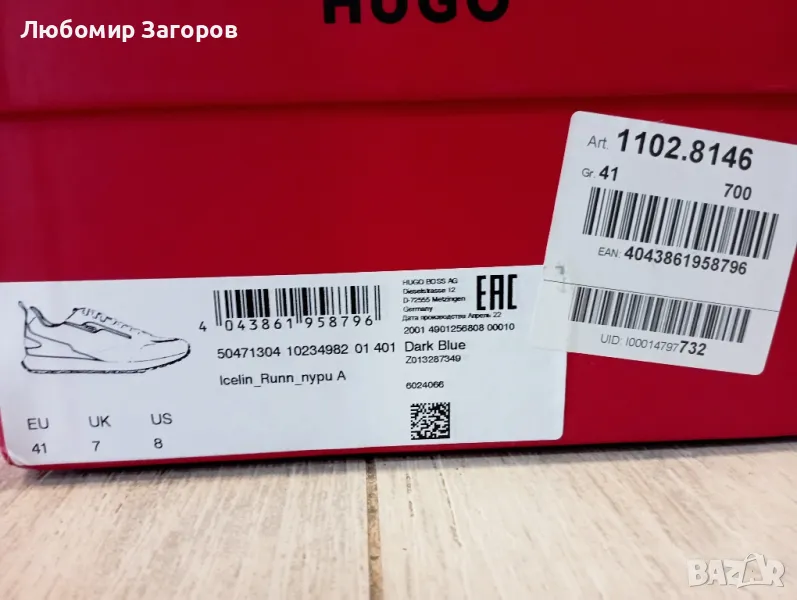 Любомир Загоров
HUGO
Art. 1102.8146
Gr. 41
700
EAN: 4043861958796
UID: I00014797732
4 043861 958796
HUGO BOSS AG
Dieselstrasse 12
D-72555 Metzingen
Germany
Дата производства Апрель 22
EAC
2001 4901256808 00010
50471304 10234982 01 401 Dark Blue
Z013287349
Icelin_Runn_nypu A
6024066
EU UK US
41 7 8
BAZAR